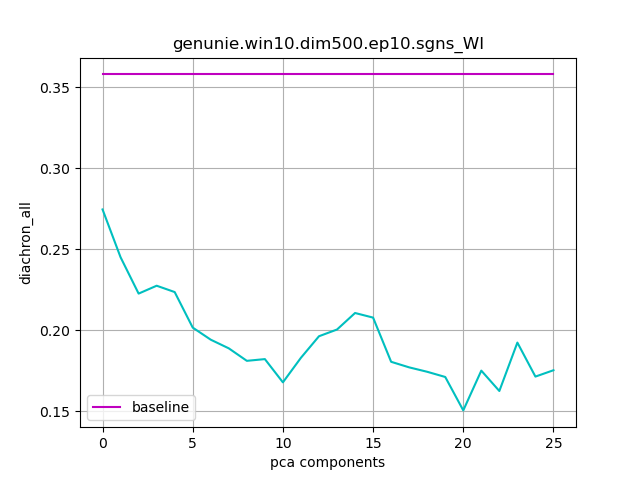 genunie.win10.dim500.ep10.sgns_WI
diachron_all
0.35
0.30
0.25
0.20
0.15
baseline
0 5 10 15 20 25
pca components